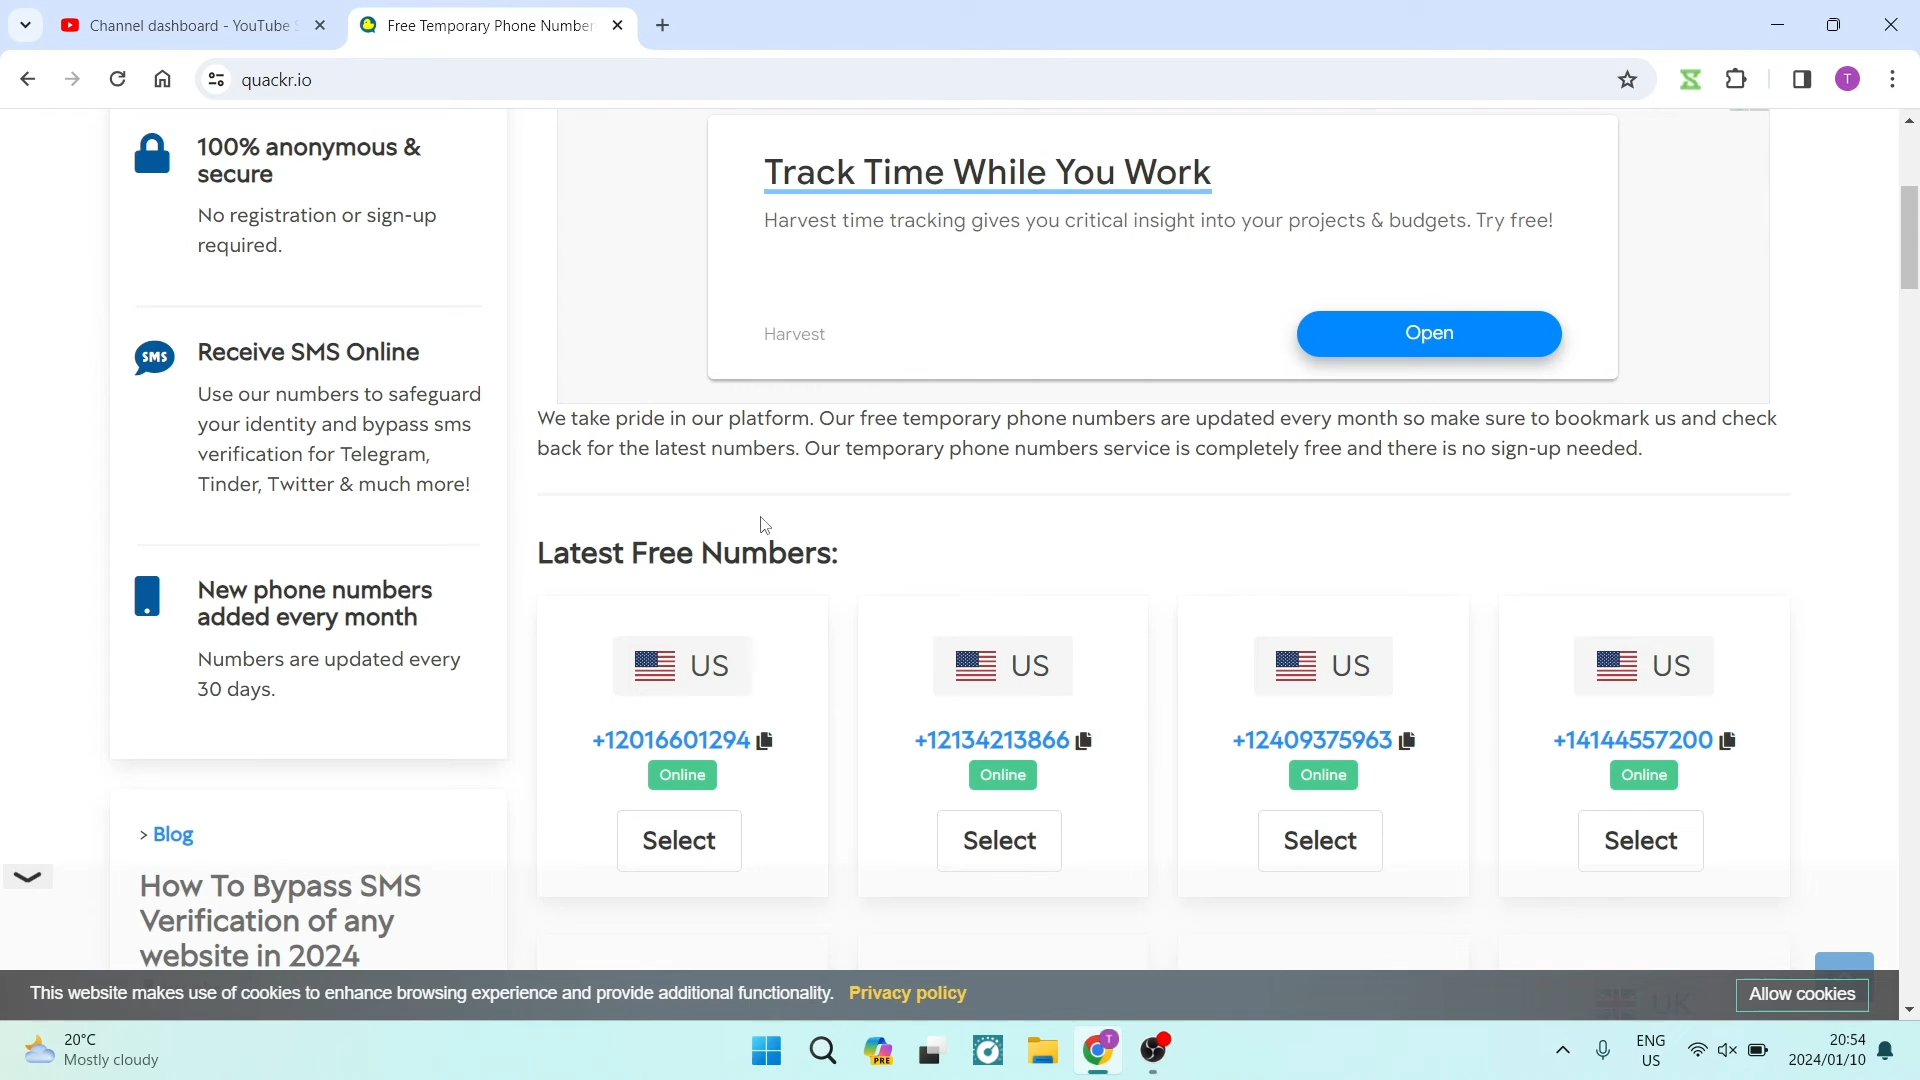 Channel dashboard - YouTube S
Free Temporary Phone Number
quackr.io
T
100% anonymous &
secure
No registration or sign-up
required.
SMS
Receive SMS Online
Use our numbers to safeguard
your identity and bypass sms
verification for Telegram,
Tinder, Twitter & much more!
New phone numbers
added every month
Numbers are updated every
30 days.
> Blog
How To Bypass SMS
Verification of any
website in 2024
Track Time While You Work
Harvest time tracking gives you critical insight into your projects & budgets. Try free!
Harvest
Open
We take pride in our platform. Our free temporary phone numbers are updated every month so make sure to bookmark us and check
back for the latest numbers. Our temporary phone numbers service is completely free and there is no sign-up needed.
Latest Free Numbers:
US
+12016601294
Online
Select
US
+12134213866
Online
Select
US
+12409375963
Online
Select
US
+14144557200
Online
Select
UK
This website makes use of cookies to enhance browsing experience and provide additional functionality. Privacy policy
Allow cookies
20°C
Mostly cloudy
PRE
T
ENG
US
20:54
2024/01/10